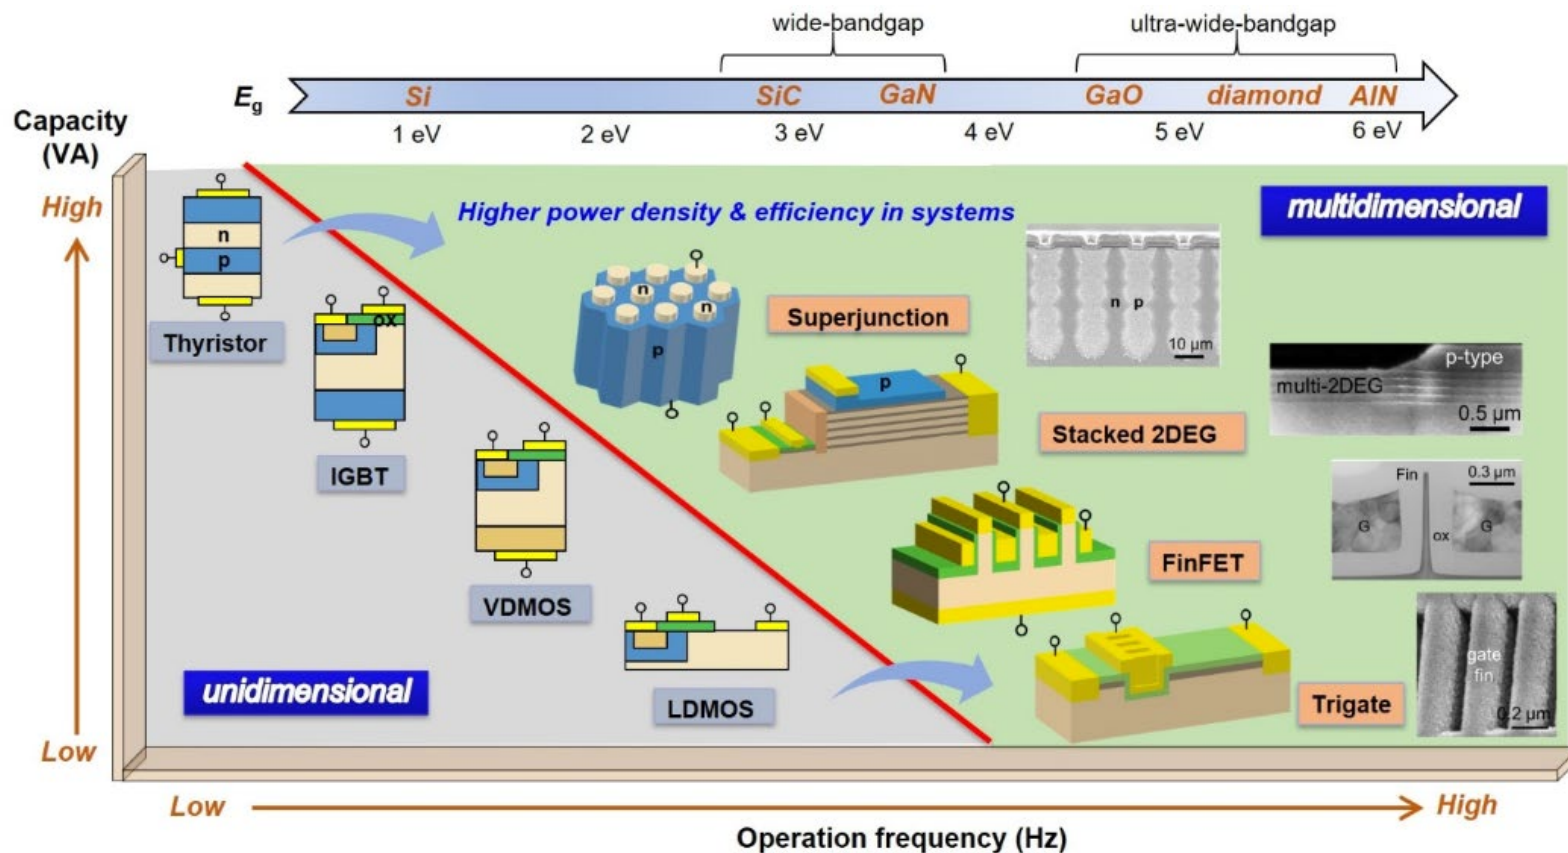 wide-bandgap
ultra-wide-bandgap
Eg
Si
SiC
GaN
GaO
diamond
AlN
1 eV
2 eV
3 eV
4 eV
5 eV
6 eV
Capacity
(VA)
High
Low
Higher power density & efficiency in systems
multidimensional
n
p
Thyristor
ox
IGBT
VDMOS
LDMOS
unidimensional
n
n
p
Superjunction
n p
10 µm
p
Stacked 2DEG
p-type
multi-2DEG
0.5 µm
FinFET
Fin
0.3 µm
G
ox
G
Trigate
gate
fin
0.2 µm
Low
High
Operation frequency (Hz)